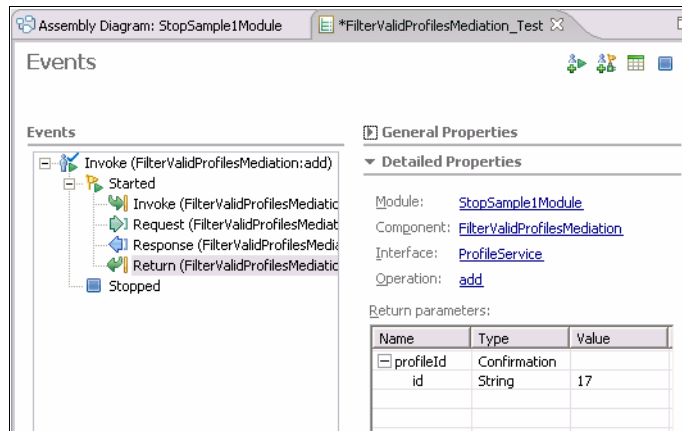 Assembly Diagram: StopSample1Module
*FilterValidProfilesMediation_Test
Events
Events
Invoke (FilterValidProfilesMediation:add)
Started
Invoke (FilterValidProfilesMediatic
Request (FilterValidProfilesMediat
Response (FilterValidProfilesMedia
Return (FilterValidProfilesMediatic
Stopped
General Properties
Detailed Properties
Module: StopSample1Module
Component: FilterValidProfilesMediation
Interface: ProfileService
Operation: add
Return parameters:
Name Type Value
profileId Confirmation
id String 17